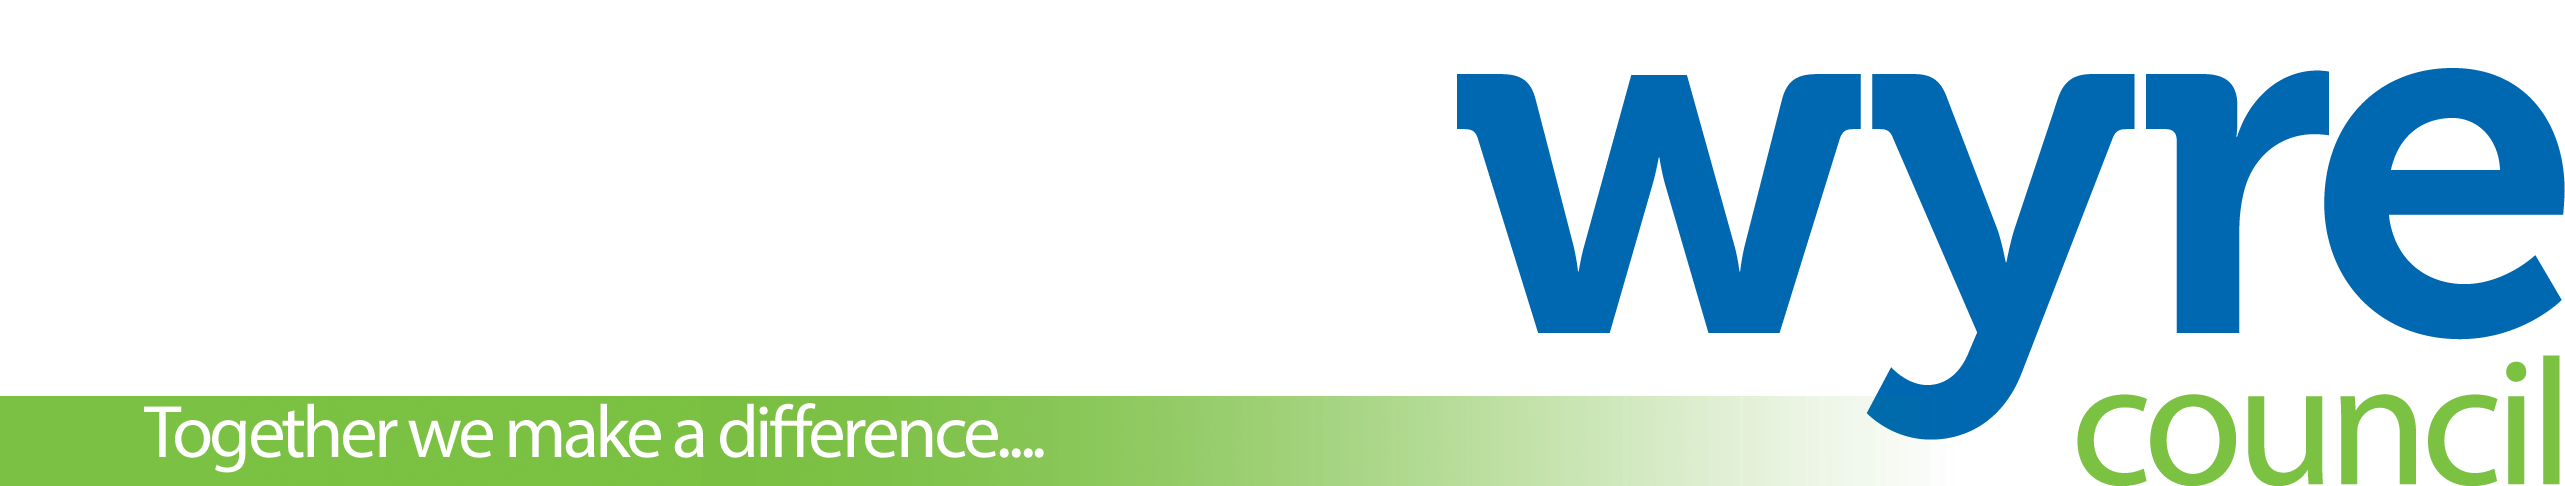 wyre
council
Together we make a difference....